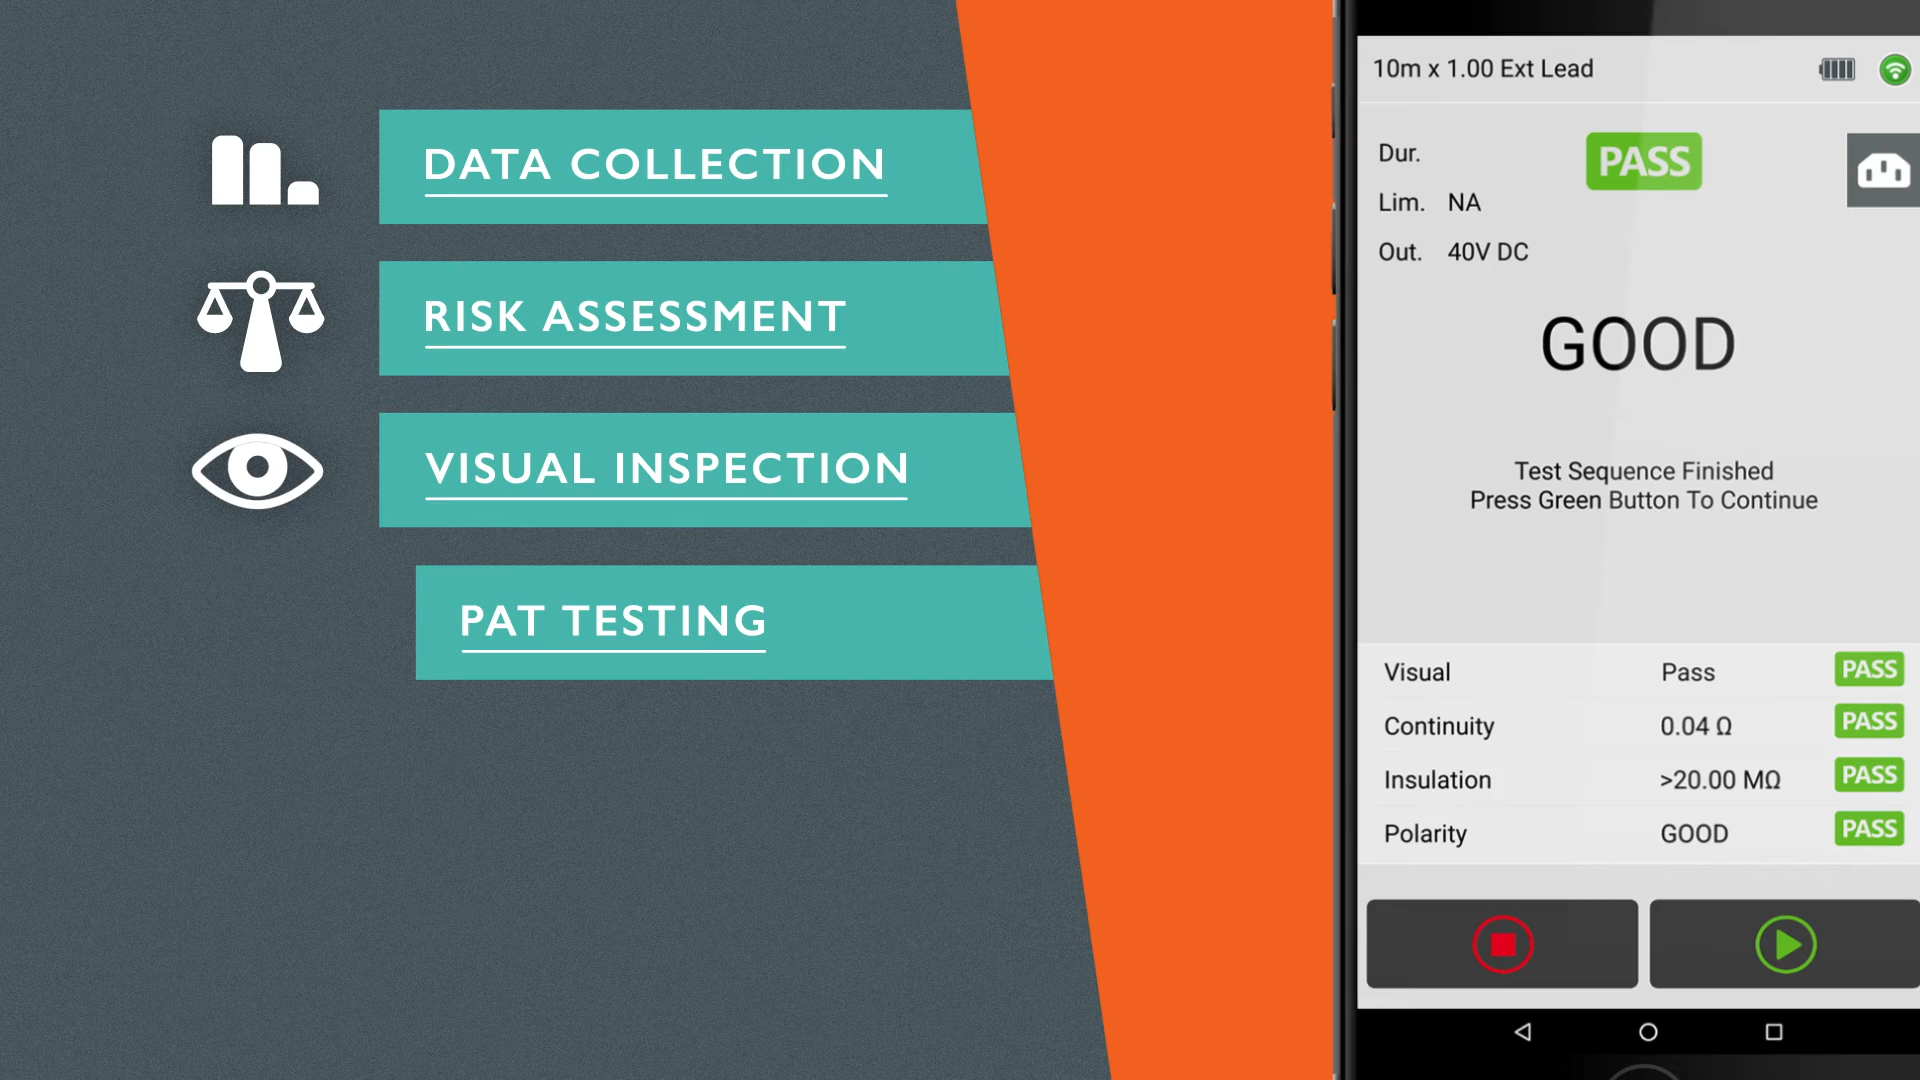 DATA COLLECTION
RISK ASSESSMENT
VISUAL INSPECTION
PAT TESTING
10m x 1.00 Ext Lead
Dur.
PASS
Lim. NA
Out. 40V DC
GOOD
Test Sequence Finished
Press Green Button To Continue
Visual Pass PASS
Continuity 0.04 Ω PASS
Insulation >20.00 MΩ PASS
Polarity GOOD PASS